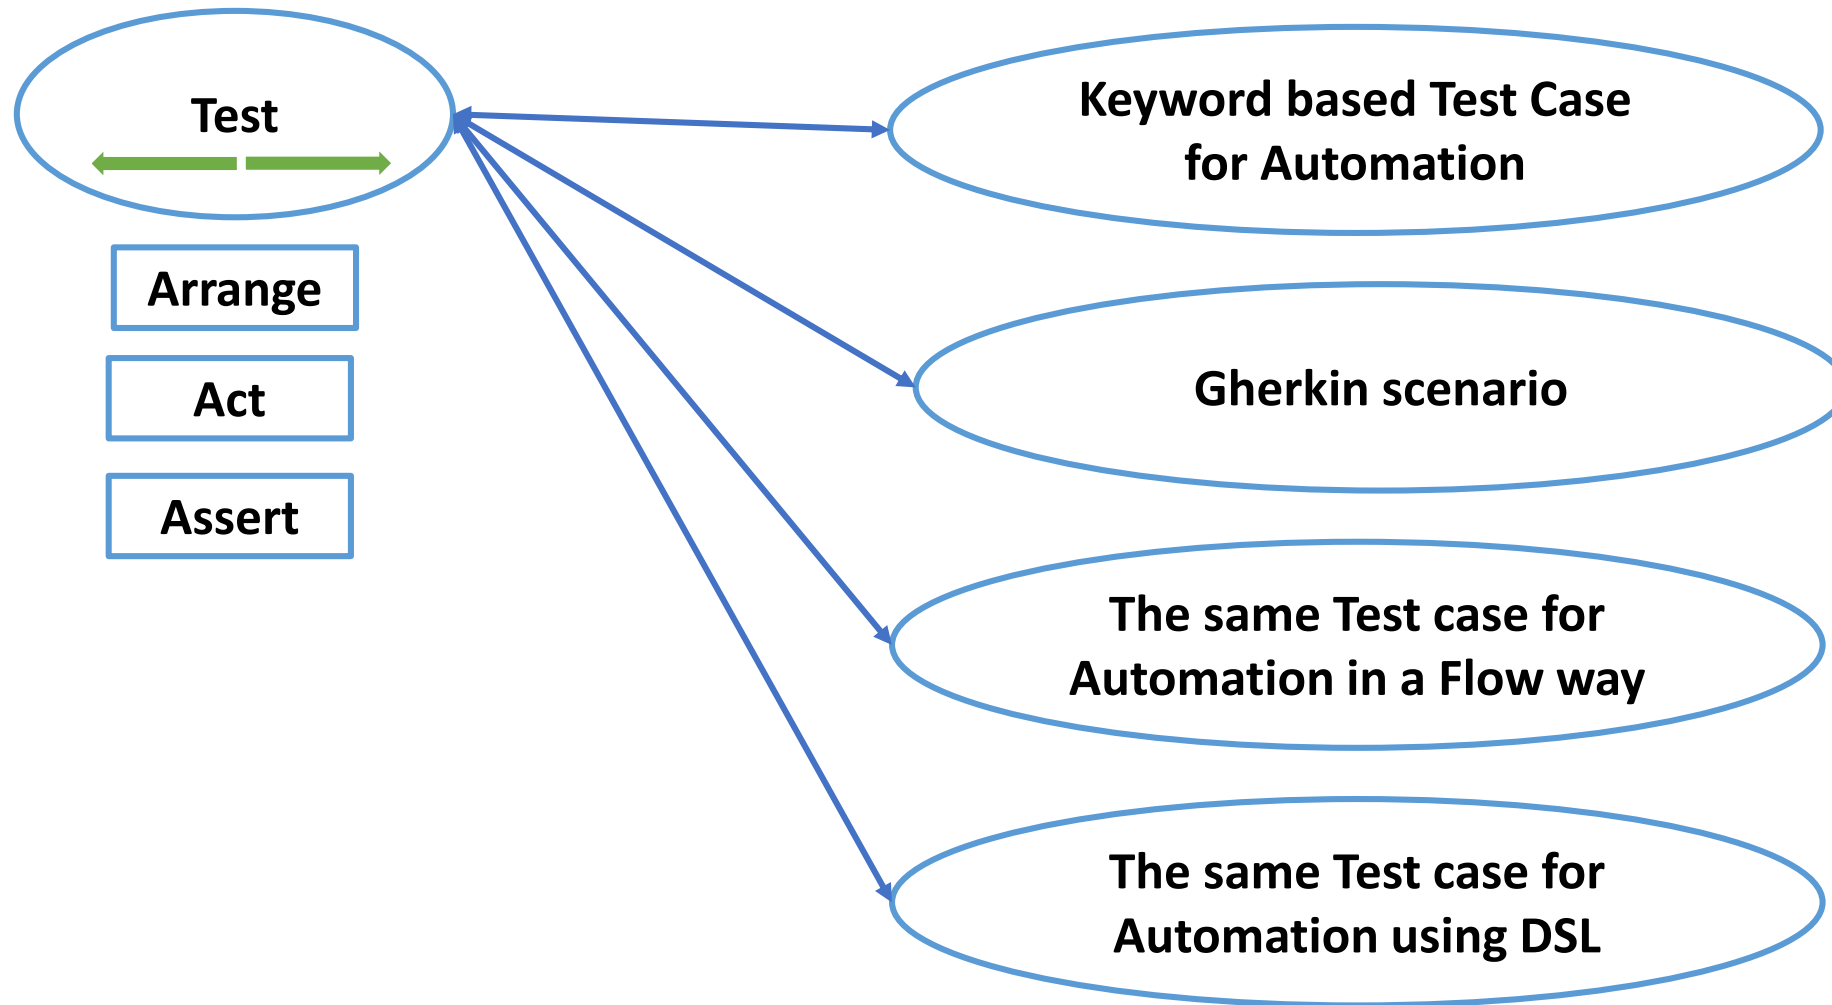 Test
Arrange
Act
Assert
Keyword based Test Case
for Automation
Gherkin scenario
The same Test case for
Automation in a Flow way
The same Test case for
Automation using DSL